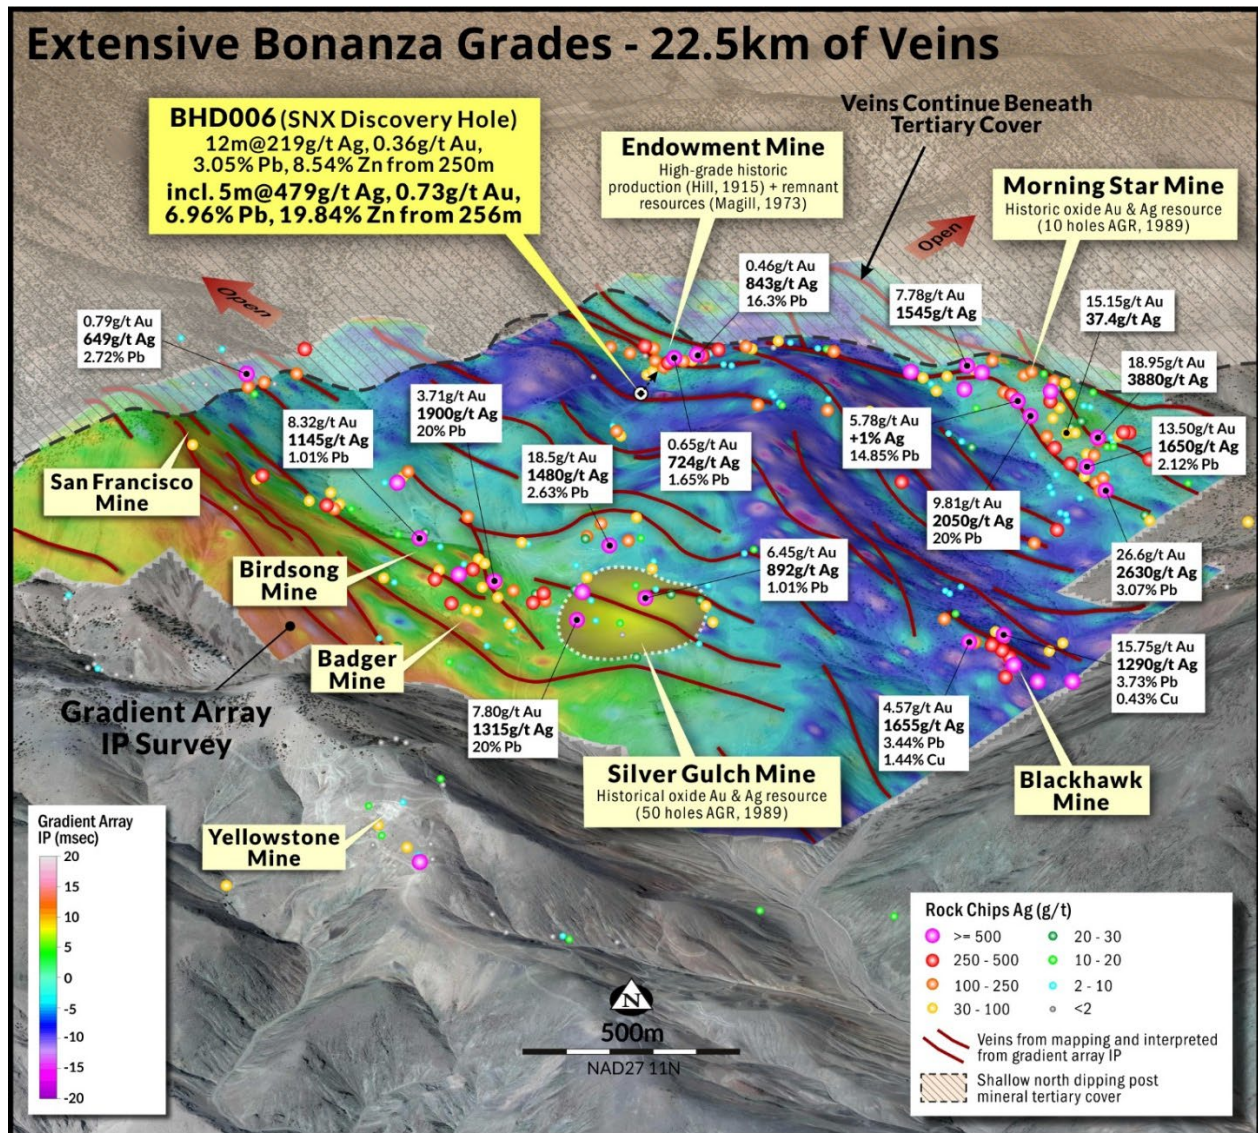 Extensive Bonanza Grades - 22.5km of Veins
BHD006 (SNX Discovery Hole)
12m@219g/t Ag, 0.36g/t Au,
3.05% Pb, 8.54% Zn from 250m
incl. 5m@479g/t Ag, 0.73g/t Au,
6.96% Pb, 19.84% Zn from 256m
Veins Continue Beneath
Tertiary Cover
Endowment Mine
High-grade historic
production (Hill, 1915) + remnant
resources (Magill, 1973)
Morning Star Mine
Historic oxide Au & Ag resource
(10 holes AGR, 1989)
Open
Open
0.46g/t Au
843g/t Ag
16.3% Pb
7.78g/t Au
1545g/t Ag
15.15g/t Au
37.4g/t Ag
0.79g/t Au
649g/t Ag
2.72% Pb
18.95g/t Au
3880g/t Ag
3.71g/t Au
1900g/t Ag
20% Pb
8.32g/t Au
1145g/t Ag
1.01% Pb
5.78g/t Au
+1% Ag
14.85% Pb
13.50g/t Au
1650g/t Ag
2.12% Pb
0.65g/t Au
724g/t Ag
1.65% Pb
18.5g/t Au
1480g/t Ag
2.63% Pb
San Francisco
Mine
9.81g/t Au
2050g/t Ag
20% Pb
6.45g/t Au
892g/t Ag
1.01% Pb
26.6g/t Au
2630g/t Ag
3.07% Pb
Birdsong
Mine
Badger
Mine
15.75g/t Au
1290g/t Ag
3.73% Pb
0.43% Cu
Gradient Array
IP Survey
7.80g/t Au
1315g/t Ag
20% Pb
4.57g/t Au
1655g/t Ag
3.44% Pb
1.44% Cu
Silver Gulch Mine
Historical oxide Au & Ag resource
(50 holes AGR, 1989)
Blackhawk
Mine
Yellowstone
Mine
Gradient Array
IP (msec)
20
15
10
5
0
-5
-10
-15
-20
N
500m
NAD27 11N
Rock Chips Ag (g/t)
>= 500
250 - 500
100 - 250
30 - 100
20 - 30
10 - 20
2 - 10
<2
Veins from mapping and interpreted
from gradient array IP
Shallow north dipping post
mineral tertiary cover